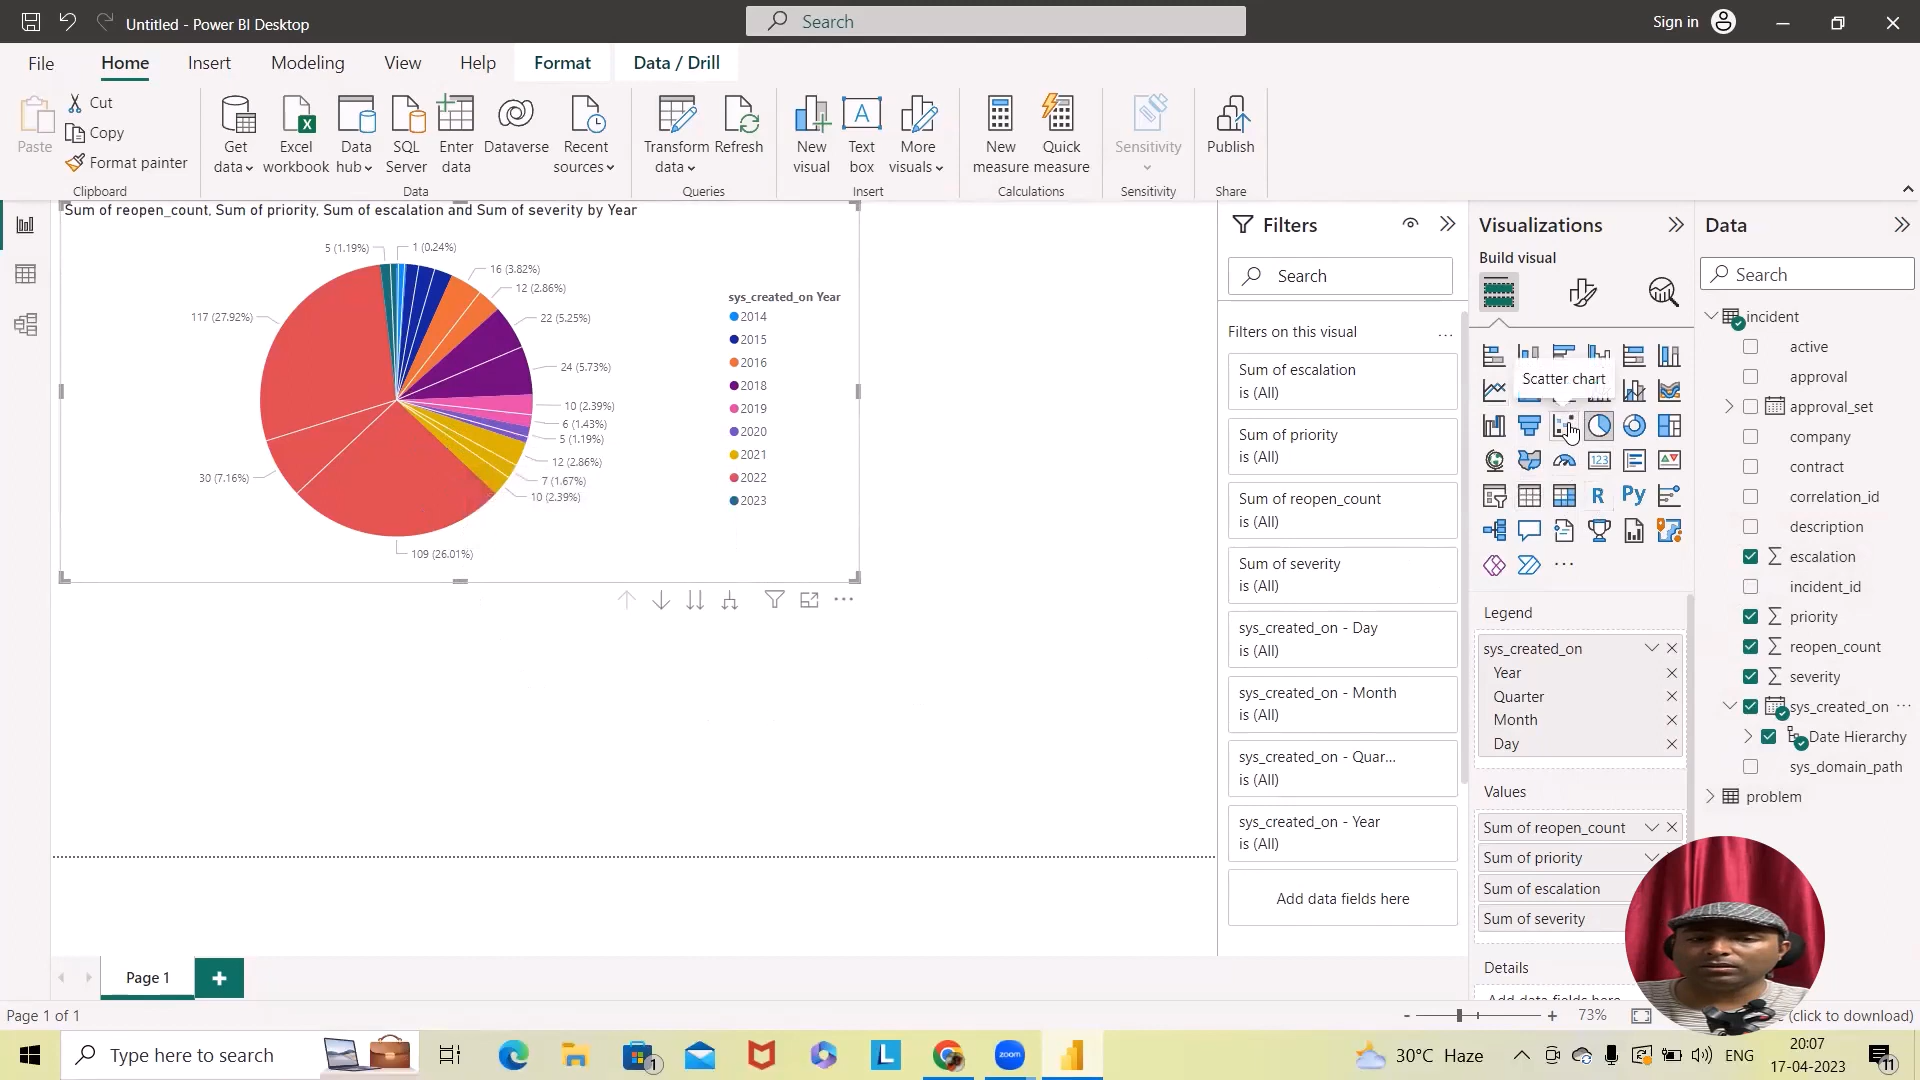 Untitled - Power BI Desktop
Search
Sign in
File
Home
Insert
Modeling
View
Help
Format
Data / Drill
Paste
Cut
Copy
Format painter
Clipboard
Get data
Excel workbook
Data hub
SQL Server
Enter data
Dataverse
Recent sources
Data
Transform data
Refresh
Queries
New visual
Text box
More visuals
Insert
New measure
Quick measure
Calculations
Sensitivity
Sensitivity
Publish
Share
Sum of reopen_count, Sum of priority, Sum of escalation and Sum of severity by Year
5 (1.19%)
1 (0.24%)
16 (3.82%)
12 (2.86%)
22 (5.25%)
24 (5.73%)
10 (2.39%)
6 (1.43%)
5 (1.19%)
12 (2.86%)
7 (1.67%)
10 (2.39%)
109 (26.01%)
30 (7.16%)
117 (27.92%)
sys_created_on Year
2014
2015
2016
2018
2019
2020
2021
2022
2023
Filters
Search
Filters on this visual
Sum of escalation
is (All)
Sum of priority
is (All)
Sum of reopen_count
is (All)
Sum of severity
is (All)
sys_created_on - Day
is (All)
sys_created_on - Month
is (All)
sys_created_on - Quar...
is (All)
sys_created_on - Year
is (All)
Add data fields here
Visualizations
Build visual
Scatter chart
123
R
Py
Legend
sys_created_on
Year
Quarter
Month
Day
Values
Sum of reopen_count
Sum of priority
Sum of escalation
Sum of severity
Details
Add data fields here
Data
Search
incident
active
approval
approval_set
company
contract
correlation_id
description
escalation
incident_id
priority
reopen_count
severity
sys_created_on
Date Hierarchy
sys_domain_path
problem
Page 1
Page 1 of 1
73%
(click to download)
Type here to search
1
L
zoom
30°C Haze
ENG
20:07
17-04-2023
11